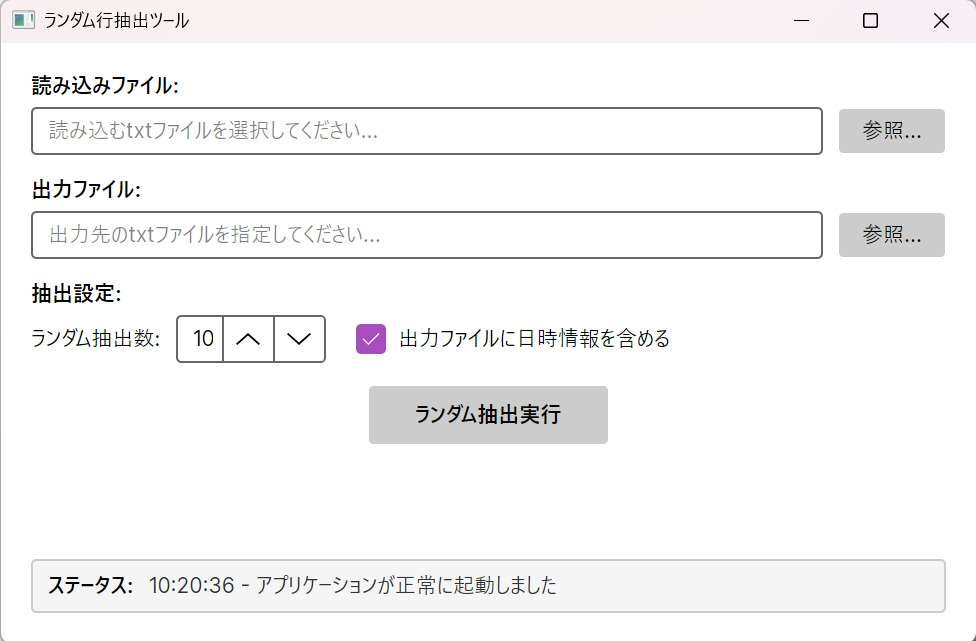 ランダム行抽出ツール
読み込みファイル:
読み込むtxtファイルを選択してください...
参照...
出力ファイル:
出力先のtxtファイルを指定してください...
参照...
抽出設定:
ランダム抽出数: 10 出力ファイルに日時情報を含める
ランダム抽出実行
ステータス: 10:20:36 - アプリケーションが正常に起動しました